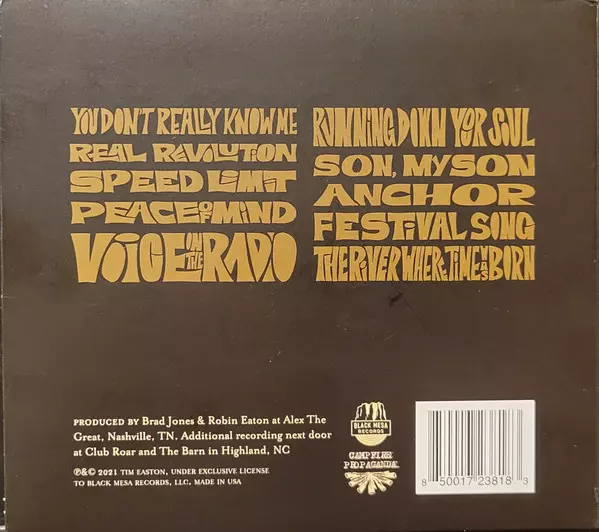 YOU DON'T REALLY KNOW ME
REAL REVOLUTION
SPEED LIMIT
PEACE OF MIND
VOICE ON THE RADIO
RUNNING DOWN YOUR SOUL
SON, MY SON
ANCHOR
FESTIVAL SONG
THE RIVER WHERE TIME WAS BORN
PRODUCED BY Brad Jones & Robin Eaton at Alex The
Great, Nashville, TN. Additional recording next door
at Club Roar and The Barn in Highland, NC
℗&© 2021 TIM EASTON, UNDER EXCLUSIVE LICENSE
TO BLACK MESA RECORDS, LLC. MADE IN USA
BLACK MESA
RECORDS
CAMPFIRE
PROPAGANDA
8 50017 23818 3